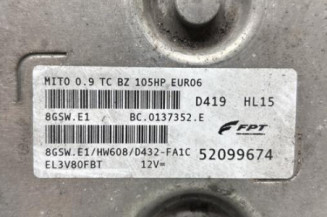 MITO 0.9 TC BZ 105HP EURO6
D419 HL15
8GSW.E1 BC.0137352.E
FPT
8GSW.E1/HW608/D432-FA1C 52099674
EL3V80FBT 12V=